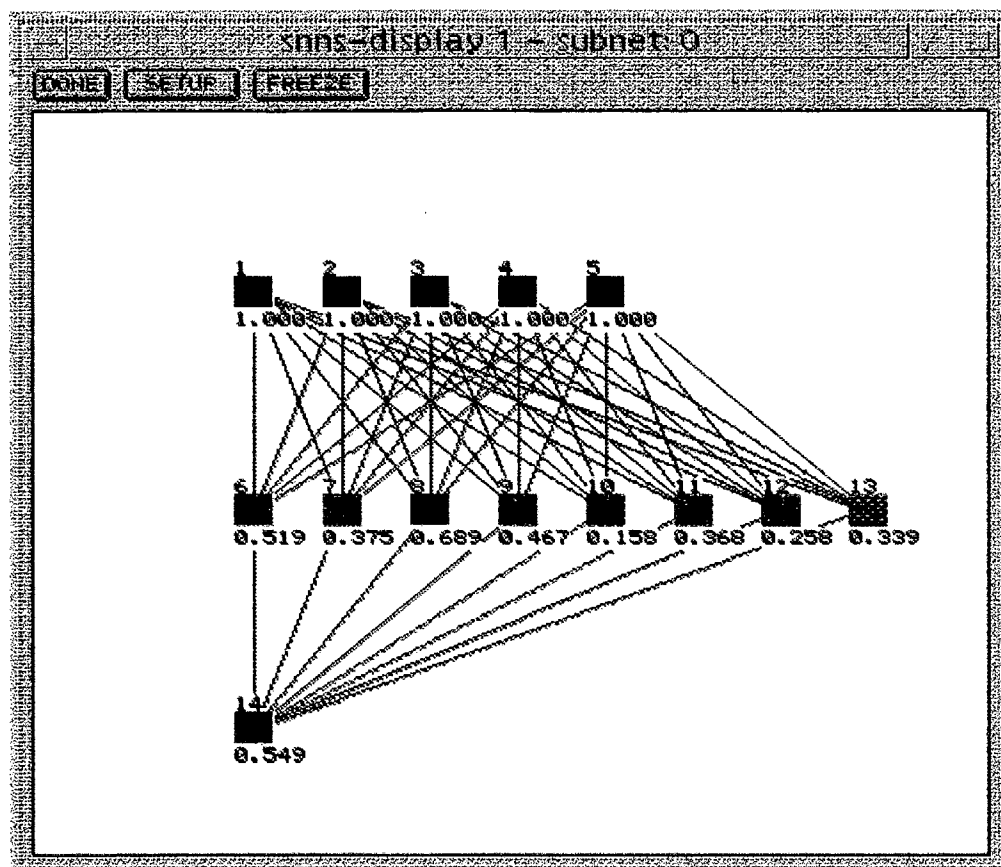 snns-display 1 - subnet: 0
DONE SETUP FREEZE
1 2 3 4 5
1.000 1.000 1.000 1.000 1.000
6 7 8 9 10 11 12 13
0.519 0.375 0.689 0.467 0.158 0.368 0.258 0.339
14
0.549